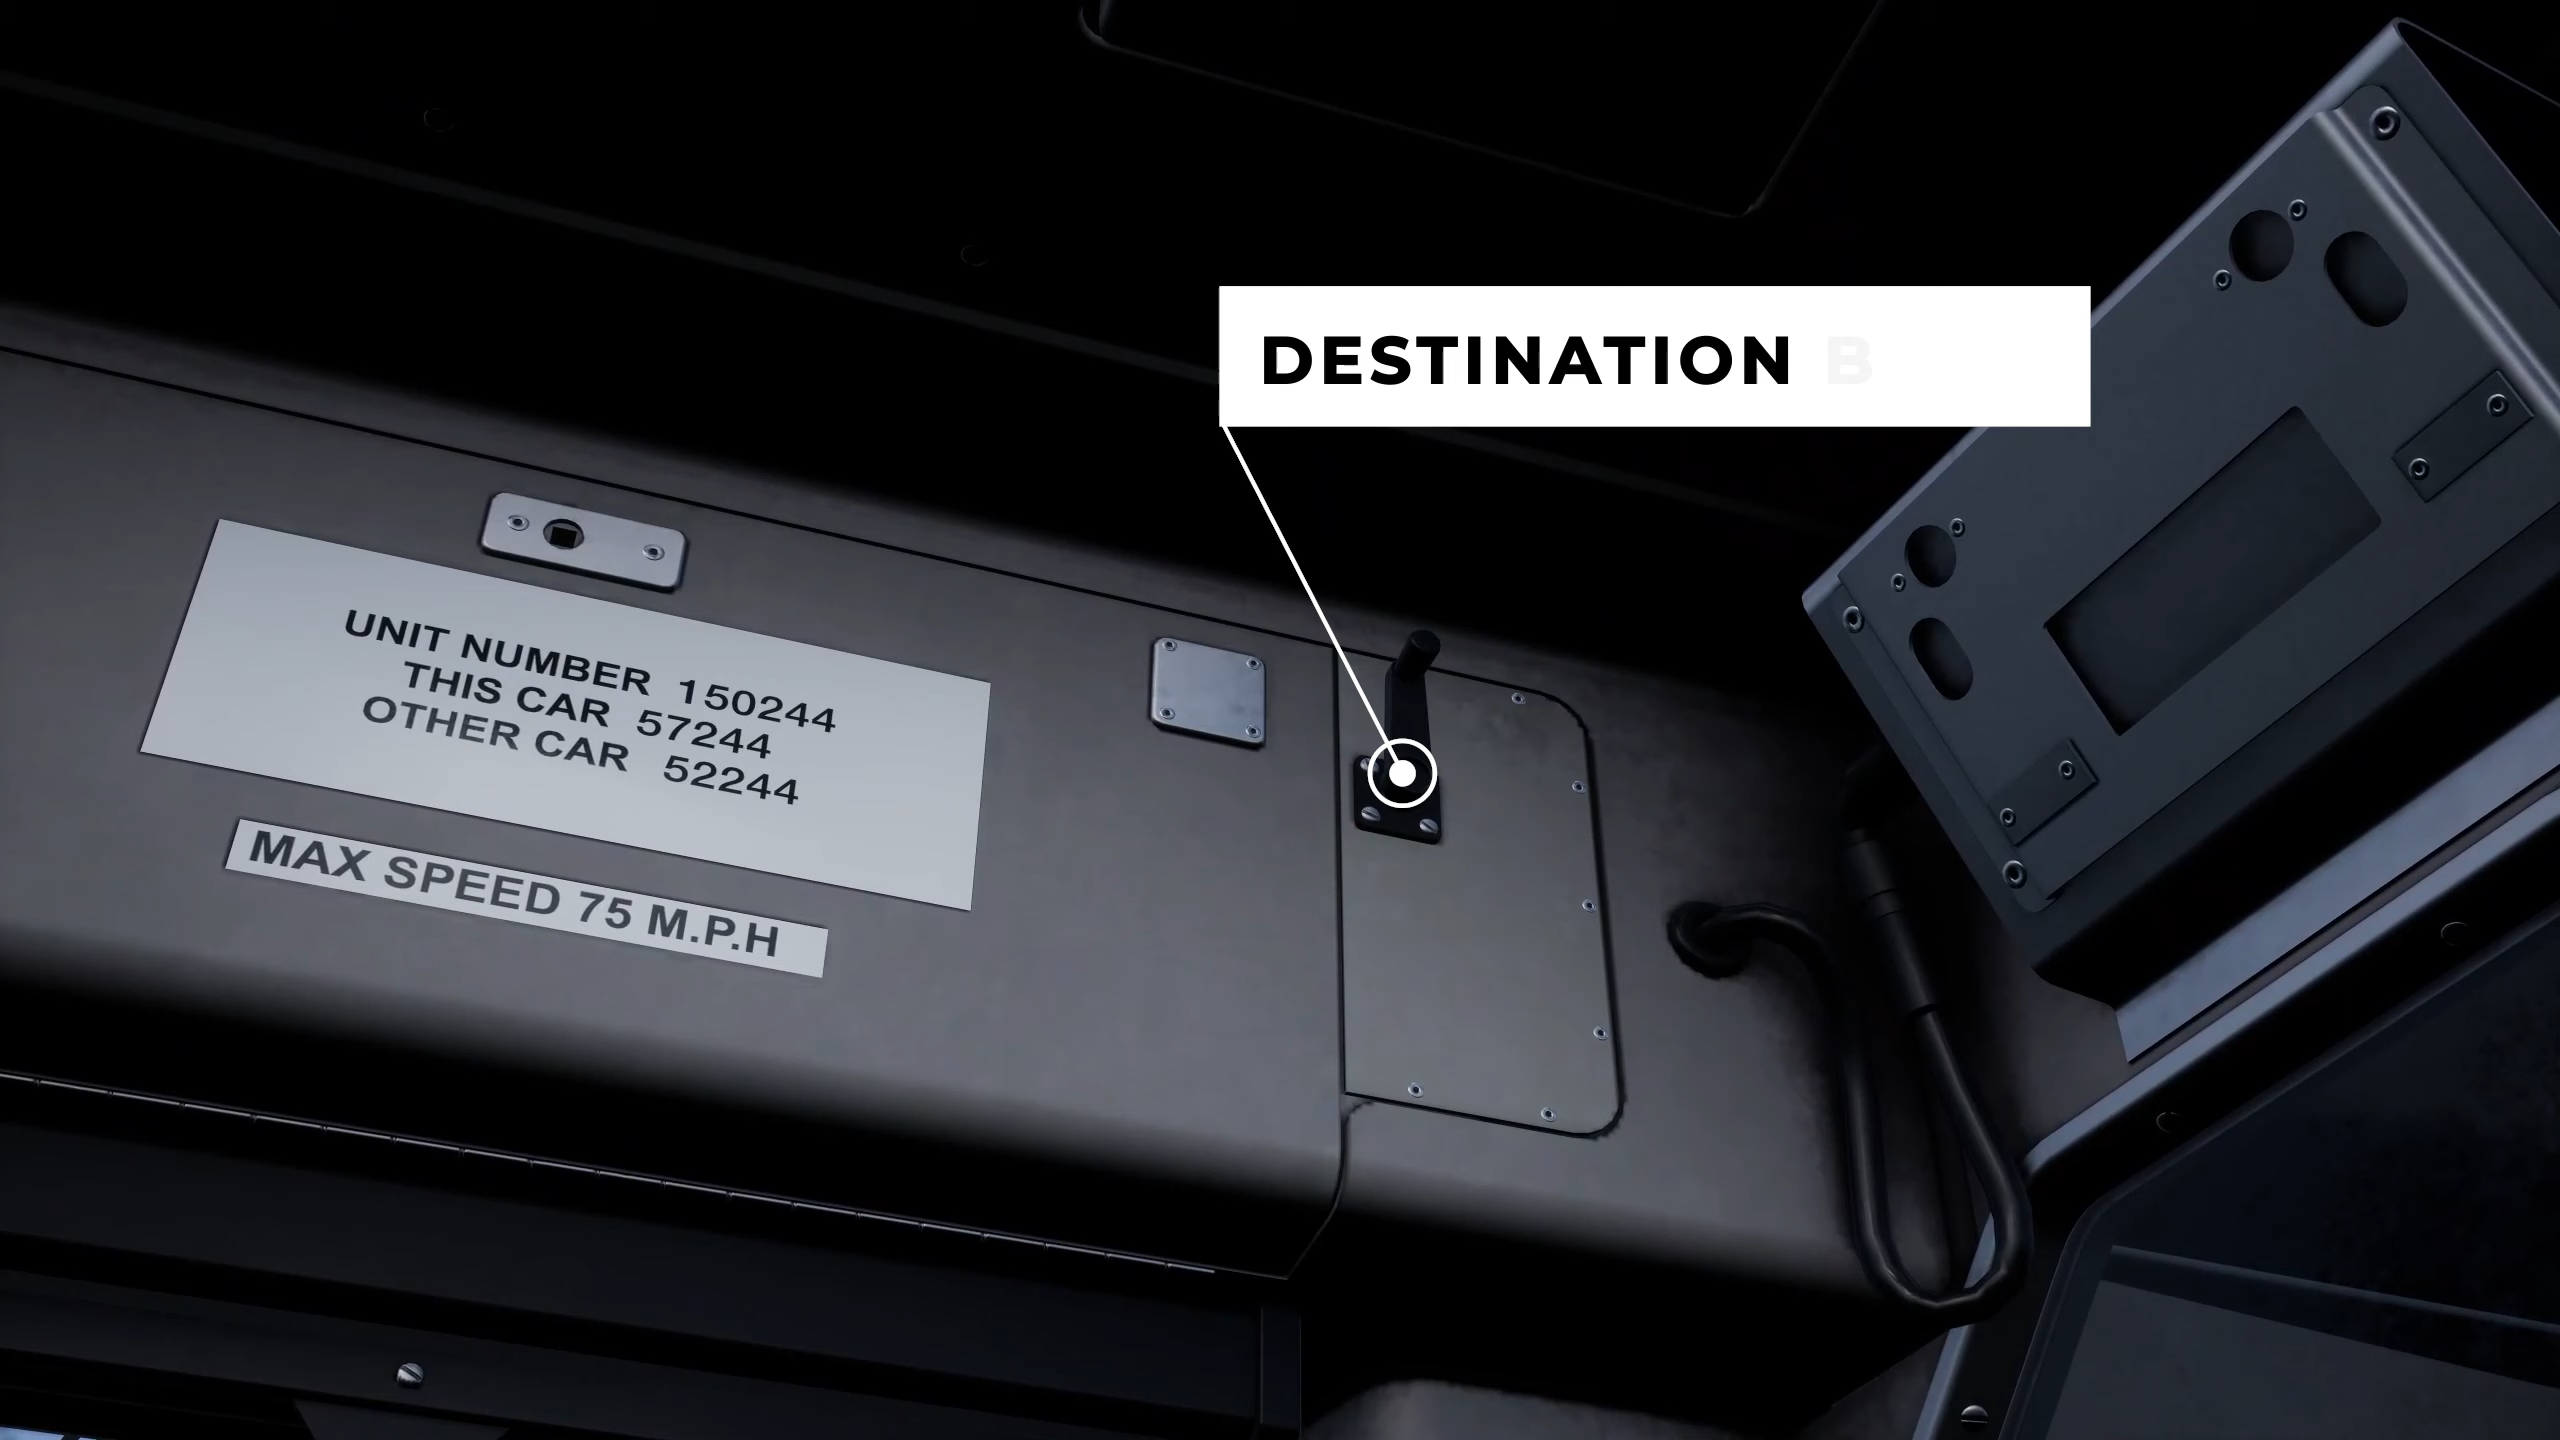 DESTINATION B
UNIT NUMBER 150244
THIS CAR 57244
OTHER CAR 52244
MAX SPEED 75 M.P.H